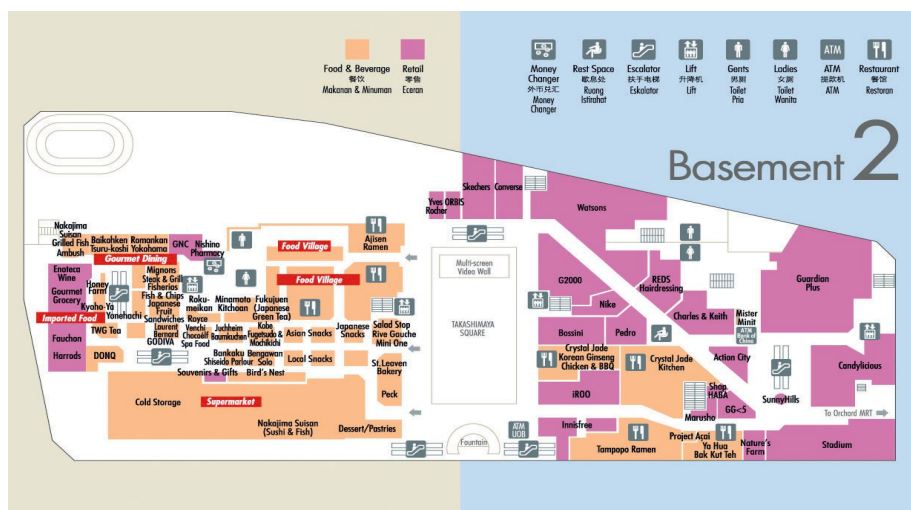 Food & Beverage
餐饮
Makanan & Minuman
Retail
零售
Eceran
Money
Changer
外币兑汇
Money
Changer
Rest Space
歇息处
Ruang
Istirahat
Escalator
扶手电梯
Eskalator
Lift
升降机
Lift
Gents
男厕
Toilet
Pria
Ladies
女厕
Toilet
Wanita
ATM
ATM
提款机
ATM
Restaurant
餐馆
Restoran
Basement 2
Skechers
Converse
Yves
Rocher
ORBIS
Watsons
Nakajima
Suisan
Grilled Fish
Ambush
Baikohken
Tsuru-koshi
Ramankan
Yokohama
GNC
Nishino
Pharmacy
Gourmet Dining
Food Village
Ajisen
Ramen
Food Village
Multi-screen
Video Wall
Enoteca
Wine
Gourmet
Grocery
Imported Food
Honey
Farm
Kyoho-Ya
Yonehachi
Mignons
Steak & Grill
Fisherios
Fish & Chips
Japanese
Fruit
Sandwiches
Laurent
Bernard
GODIVA
Roku-
meikan
Royce
Venchi
Chocoelf
Spa Food
Minamoto
Kitchoan
Juchheim
Baumkuchen
Fukujuen
(Japanese
Green Tea)
Kobe
Fugetsudo &
Mochikichi
Asian Snacks
Japanese
Snacks
Salad Stop
Rive Gauche
Mini One
TAKASHIMAYA
SQUARE
TWG Tea
Fauchon
Harrods
DONQ
Bankaku
Shiseido Parlour
Bengawan
Solo
Local Snacks
Souvenirs & Gifts
Bird's Nest
St.Leaven
Bakery
Peck
Cold Storage
Supermarket
Nakajima Suisan
(Sushi & Fish)
Dessert/Pastries
Fountain
ATM
UOB
G2000
Nike
REDS
Hairdressing
Guardian
Plus
Bossini
Pedro
Charles & Keith
Mister
Minit
ATM
Bank of
China
Crystal Jade
Korean Ginseng
Chicken & BBQ
Crystal Jade
Kitchen
Action City
Candylicious
iROO
Shop
HABA
Marusho
GG<5
SunnyHills
To Orchard MRT
Innisfree
Tampopo Ramen
Project Açai
Ya Hua
Bak Kut Teh
Nature's
Farm
Stadium